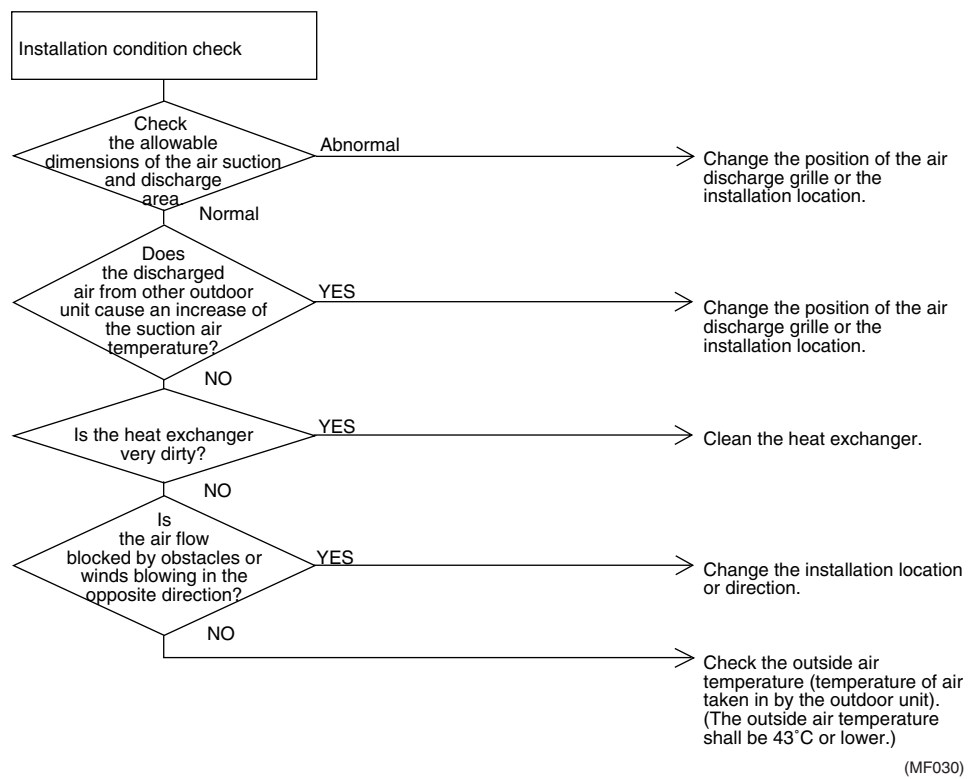 Installation condition check
Check
the allowable
dimensions of the air suction
and discharge
area.
Abnormal
Change the position of the air
discharge grille or the
installation location.
Normal
Does
the discharged
air from other outdoor
unit cause an increase of
the suction air
temperature?
YES
Change the position of the air
discharge grille or the
installation location.
NO
Is the heat exchanger
very dirty?
YES
Clean the heat exchanger.
NO
Is
the air flow
blocked by obstacles or
winds blowing in the
opposite direction?
YES
Change the installation location
or direction.
NO
Check the outside air
temperature (temperature of air
taken in by the outdoor unit).
(The outside air temperature
shall be 43˚C or lower.)
(MF030)